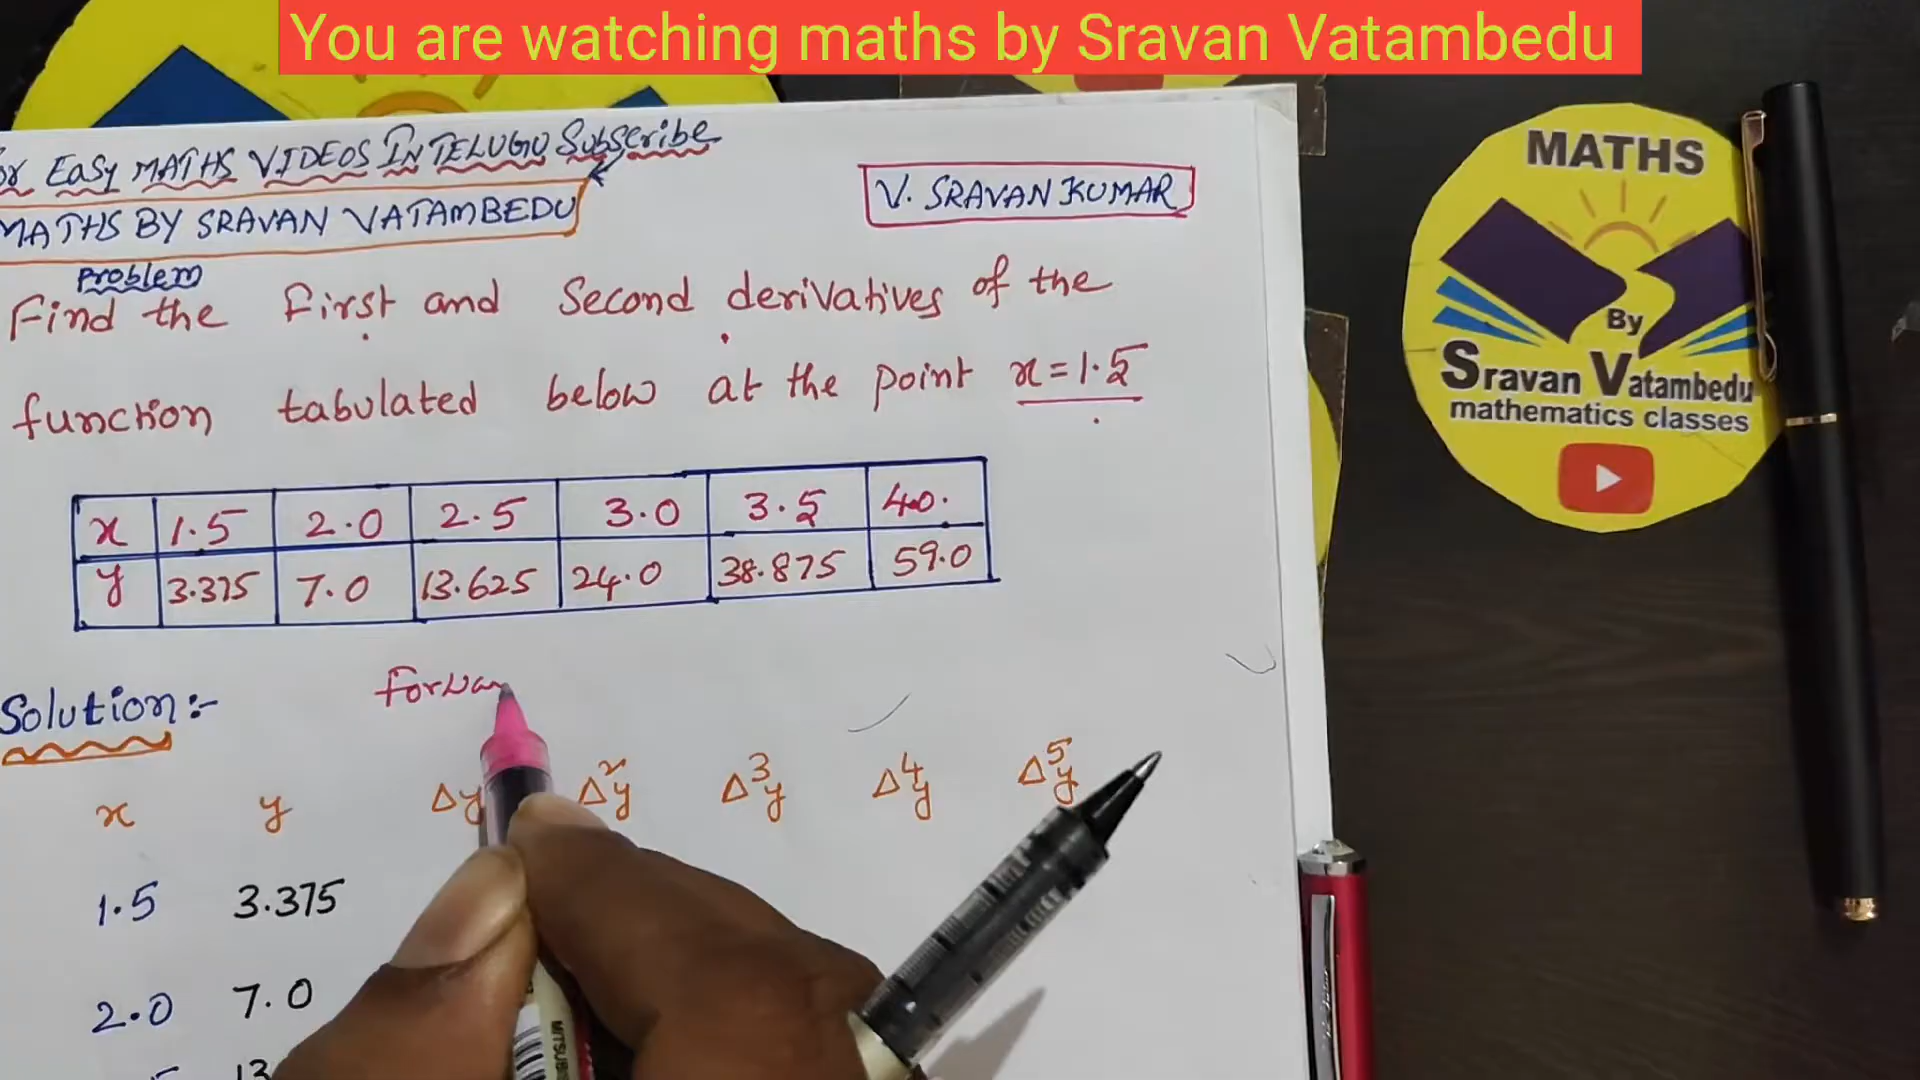 You are watching maths by Sravan Vatambedu
EaSy MATHS VIDEOS IN TELUGU Subscribe
MATHS BY SRAVAN VATAMBEDU
V. SRAVAN KUMAR
Problem
Find the first and Second derivatives of the
function tabulated below at the point x=1.5
x 1.5 2.0 2.5 3.0 3.5 4.0.
y 3.375 7.0 13.625 24.0 38.875 59.0
Solution:-
forwar
x y Δy Δ²y Δ³y Δ⁴y Δ⁵y
1.5 3.375
2.0 7.0
13
MATHS
By
Sravan Vatambedu
mathematics classes